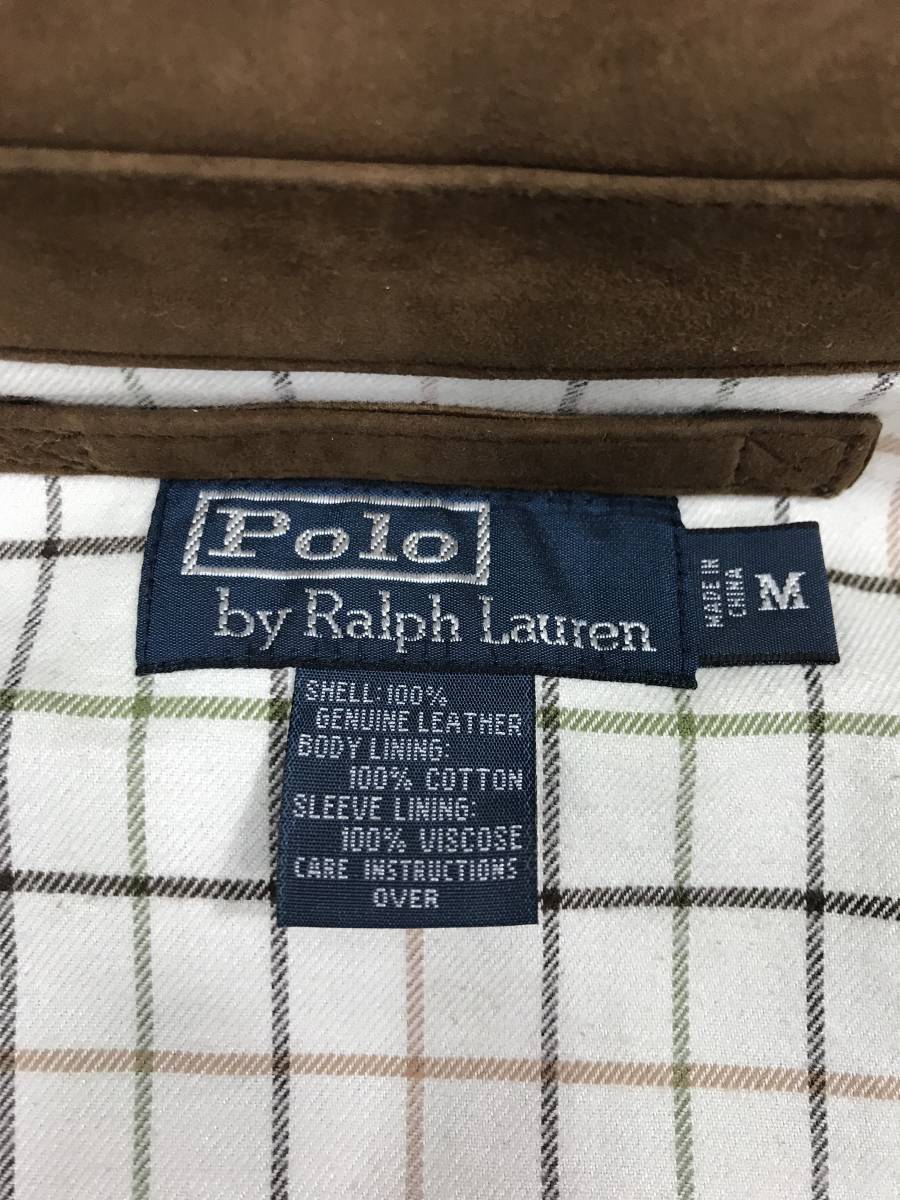 Polo
by Ralph Lauren
MADE IN
CHINA
M
SHELL: 100%
GENUINE LEATHER
BODY LINING:
100% COTTON
SLEEVE LINING:
100% VISCOSE
CARE INSTRUCTIONS
OVER